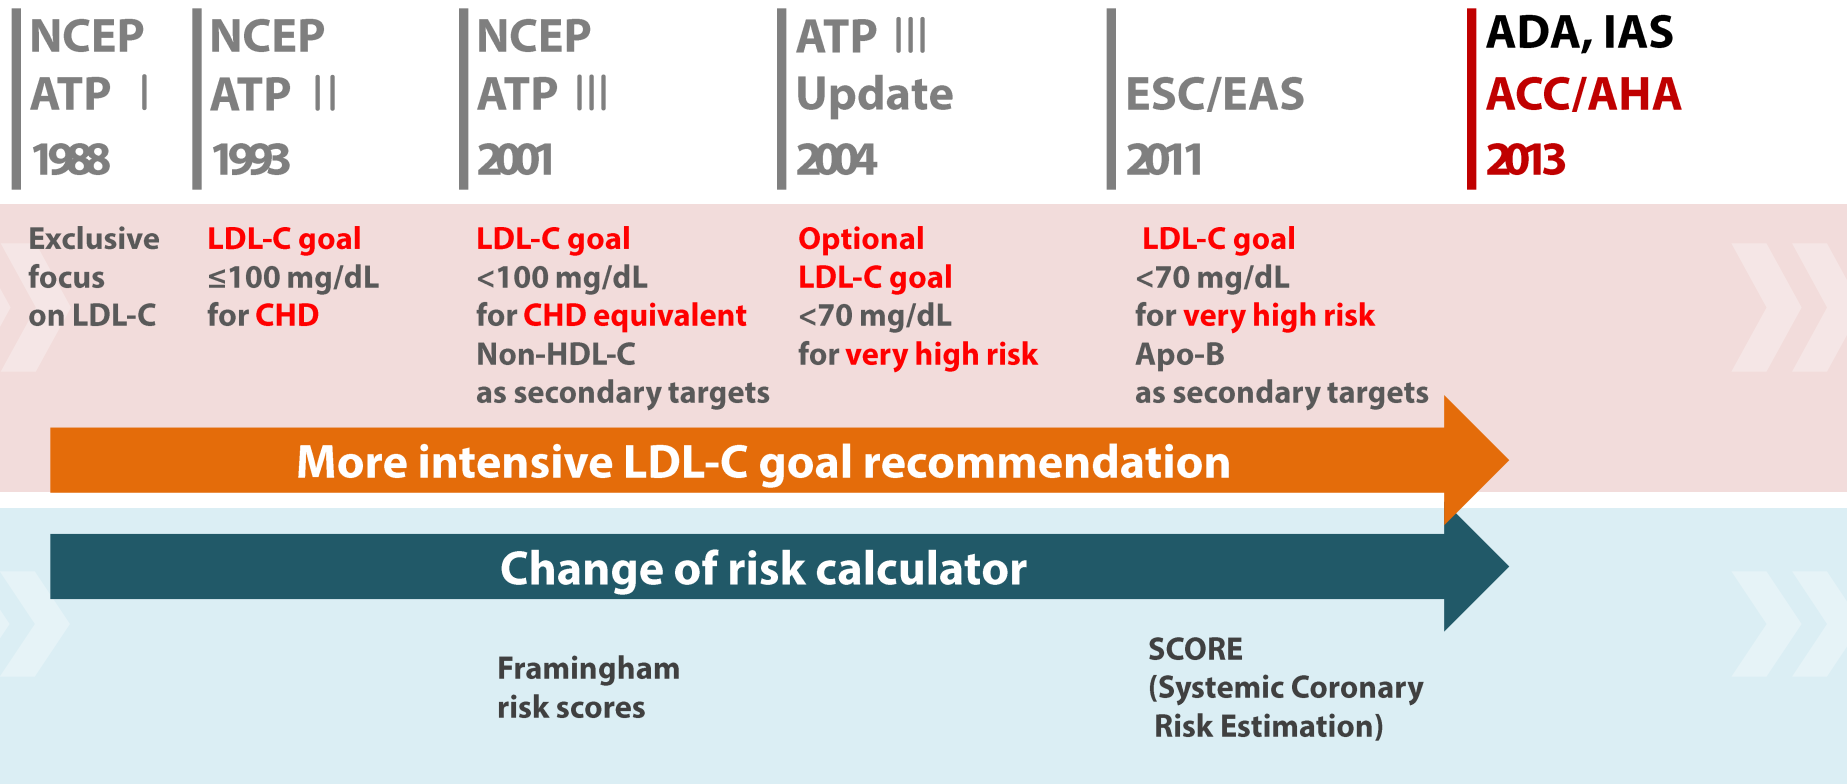 NCEP
ATP I
1988
NCEP
ATP II
1993
NCEP
ATP III
2001
ATP III
Update
2004
ESC/EAS
2011
ADA, IAS
ACC/AHA
2013
Exclusive
focus
on LDL-C
LDL-C goal
≤100 mg/dL
for CHD
LDL-C goal
<100 mg/dL
for CHD equivalent
Non-HDL-C
as secondary targets
Optional
LDL-C goal
<70 mg/dL
for very high risk
LDL-C goal
<70 mg/dL
for very high risk
Apo-B
as secondary targets
More intensive LDL-C goal recommendation
Change of risk calculator
Framingham
risk scores
SCORE
(Systemic Coronary
Risk Estimation)